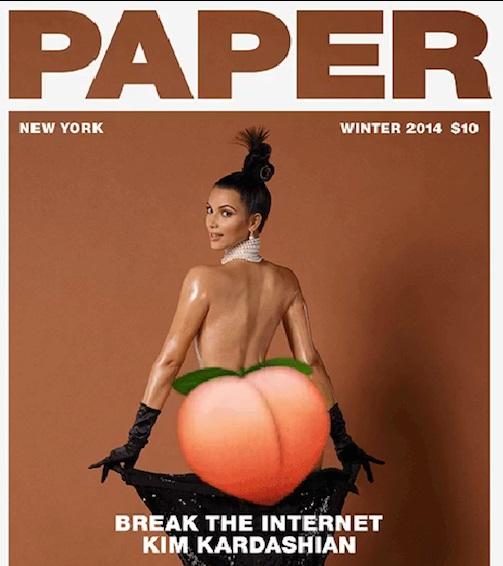 PAPER
NEW YORK
WINTER 2014 $10
BREAK THE INTERNET
KIM KARDASHIAN